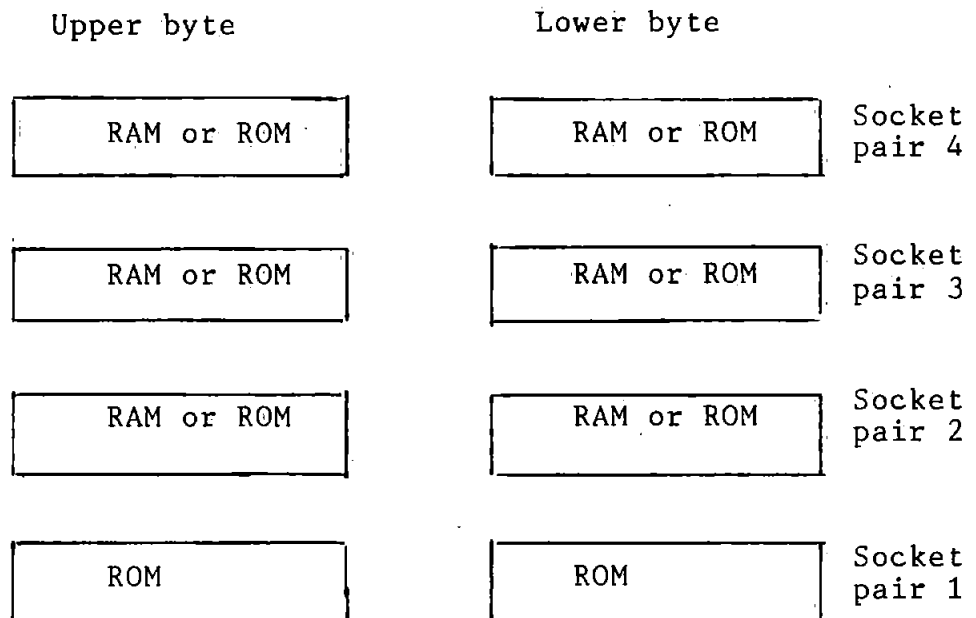 Upper byte Lower byte
RAM or ROM RAM or ROM Socket
pair 4
RAM or ROM RAM or ROM Socket
pair 3
RAM or ROM RAM or ROM Socket
pair 2
ROM ROM Socket
pair 1